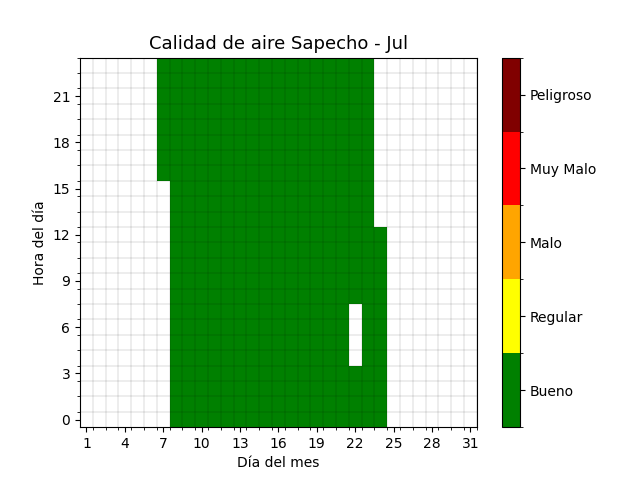 Calidad de aire Sapecho - Jul
Hora del día
21
18
15
12
9
6
3
0
1 4 7 10 13 16 19 22 25 28 31
Día del mes
Peligroso
Muy Malo
Malo
Regular
Bueno